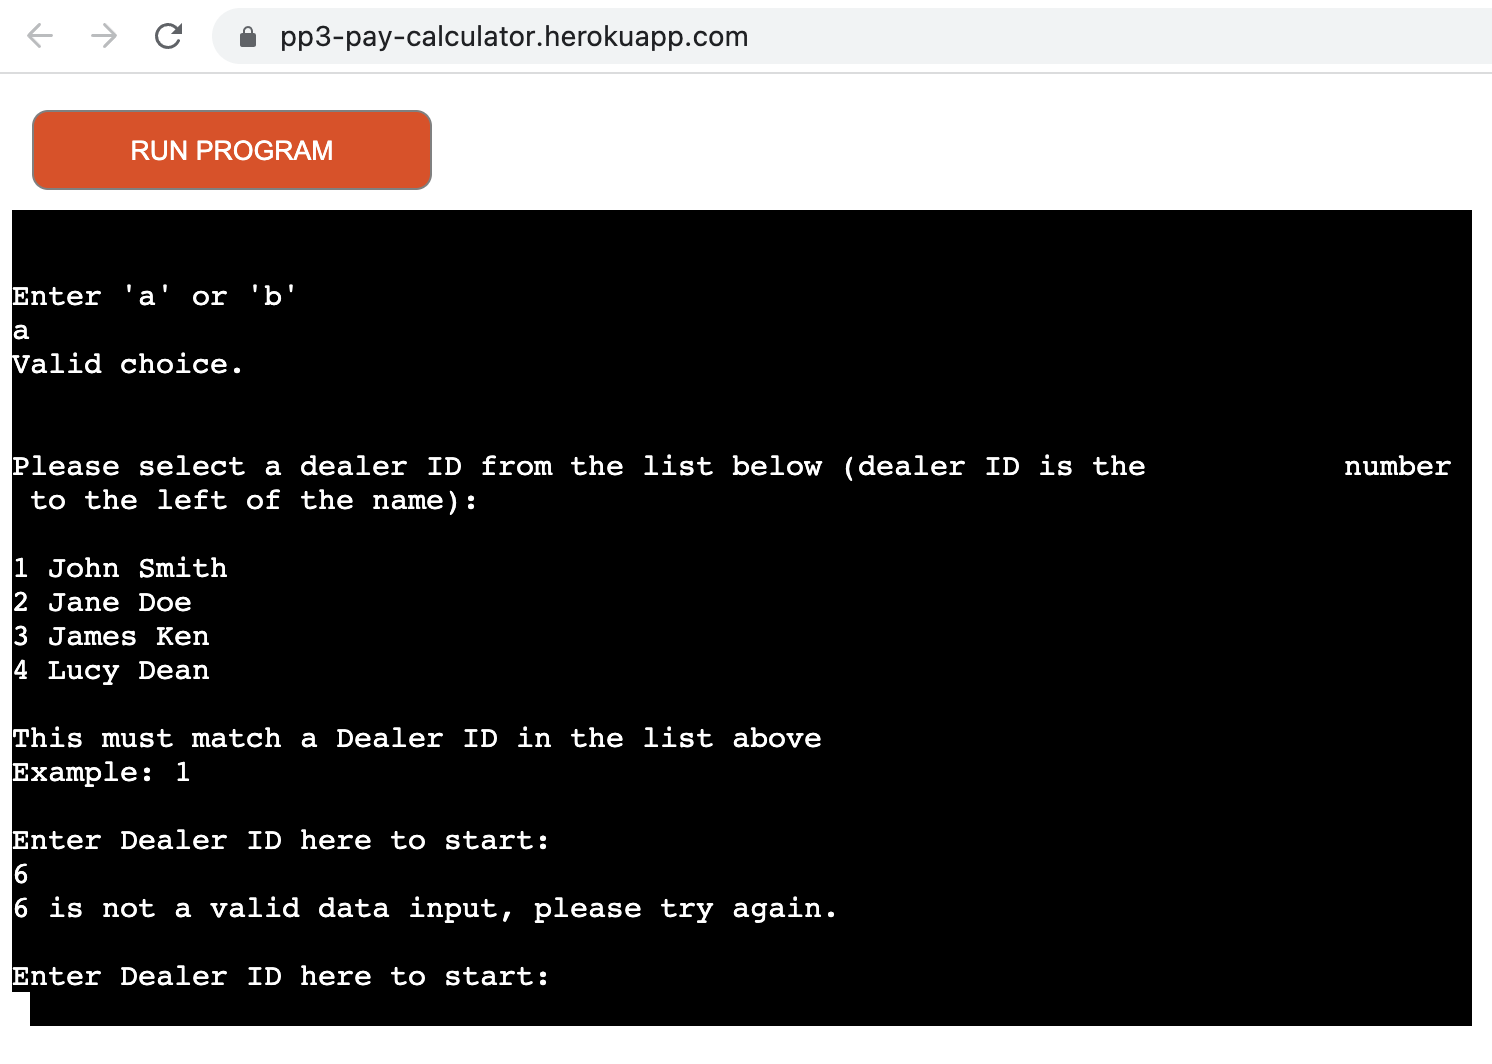 pp3-pay-calculator.herokuapp.com
RUN PROGRAM
Enter 'a' or 'b'
a
Valid choice.
Please select a dealer ID from the list below (dealer ID is the           number
 to the left of the name):
1 John Smith
2 Jane Doe
3 James Ken
4 Lucy Dean
This must match a Dealer ID in the list above
Example: 1
Enter Dealer ID here to start:
6
6 is not a valid data input, please try again.
Enter Dealer ID here to start: